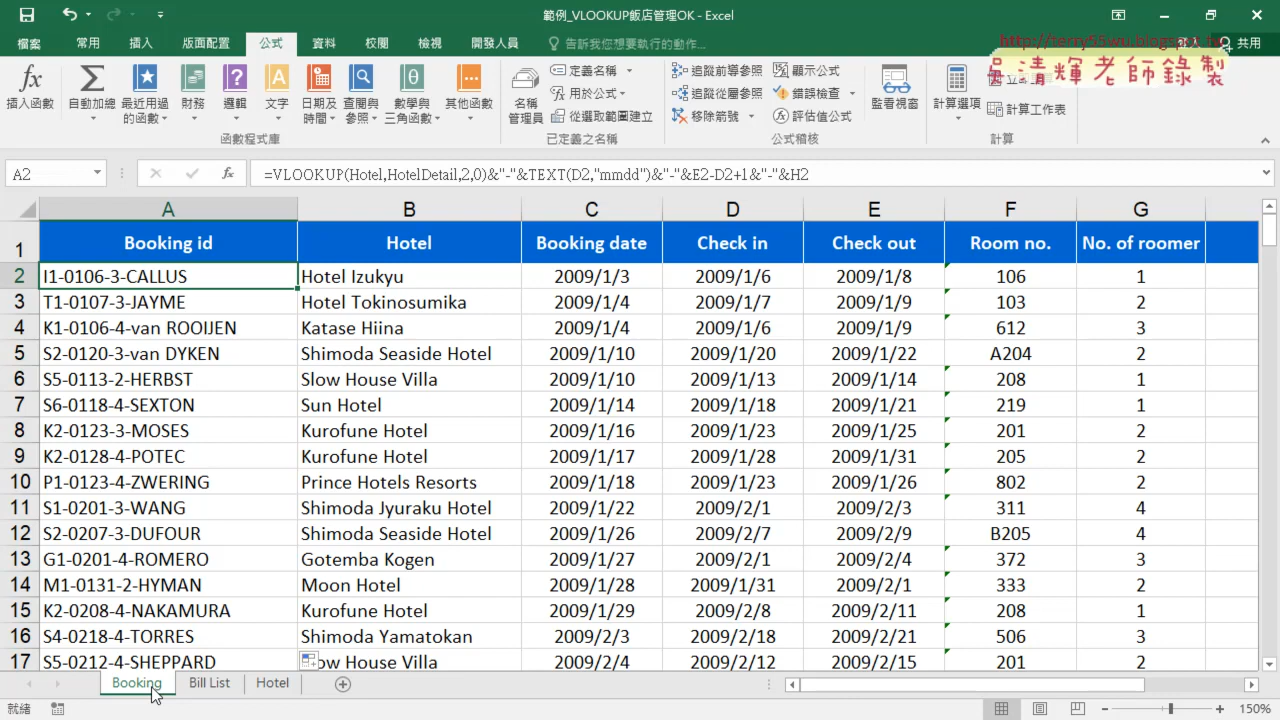 範例_VLOOKUP飯店管理OK - Excel
檔案 常用 插入 版面配置 公式 資料 校閱 檢視 開發人員 告訴我您想要執行的動作... 共用
http://terry55wu.blogspot.tw
吳清輝老師錄製
插入函數 自動加總 最近用過的函數 財務 邏輯 文字 日期及時間 查閱與參照 數學與三角函數 其他函數
函數程式庫
名稱管理員 定義名稱 用於公式 從選取範圍建立
已定義之名稱
追蹤前導參照 追蹤從屬參照 移除箭號 顯示公式 錯誤檢查 評估值公式
公式稽核
監看視窗
計算選項 計算工作表
計算
A2 fx =VLOOKUP(Hotel,HotelDetail,2,0)&"-"&TEXT(D2,"mmdd")&"-"&E2-D2+1&"-"&H2
A B C D E F G
1 Booking id Hotel Booking date Check in Check out Room no. No. of roomer
2 I1-0106-3-CALLUS Hotel Izukyu 2009/1/3 2009/1/6 2009/1/8 106 1
3 T1-0107-3-JAYME Hotel Tokinosumika 2009/1/4 2009/1/7 2009/1/9 103 2
4 K1-0106-4-van ROOIJEN Katase Hiina 2009/1/4 2009/1/6 2009/1/9 612 3
5 S2-0120-3-van DYKEN Shimoda Seaside Hotel 2009/1/10 2009/1/20 2009/1/22 A204 2
6 S5-0113-2-HERBST Slow House Villa 2009/1/10 2009/1/13 2009/1/14 208 1
7 S6-0118-4-SEXTON Sun Hotel 2009/1/14 2009/1/18 2009/1/21 219 1
8 K2-0123-3-MOSES Kurofune Hotel 2009/1/16 2009/1/23 2009/1/25 201 2
9 K2-0128-4-POTEC Kurofune Hotel 2009/1/17 2009/1/28 2009/1/31 205 2
10 P1-0123-4-ZWERING Prince Hotels Resorts 2009/1/18 2009/1/23 2009/1/26 802 2
11 S1-0201-3-WANG Shimoda Jyuraku Hotel 2009/1/22 2009/2/1 2009/2/3 311 4
12 S2-0207-3-DUFOUR Shimoda Seaside Hotel 2009/1/26 2009/2/7 2009/2/9 B205 4
13 G1-0201-4-ROMERO Gotemba Kogen 2009/1/27 2009/2/1 2009/2/4 372 3
14 M1-0131-2-HYMAN Moon Hotel 2009/1/28 2009/1/31 2009/2/1 333 2
15 K2-0208-4-NAKAMURA Kurofune Hotel 2009/1/29 2009/2/8 2009/2/11 208 1
16 S4-0218-4-TORRES Shimoda Yamatokan 2009/2/3 2009/2/18 2009/2/21 506 3
17 S5-0212-4-SHEPPARD ow House Villa 2009/2/4 2009/2/12 2009/2/15 201 2
Booking Bill List Hotel
就緒 150%